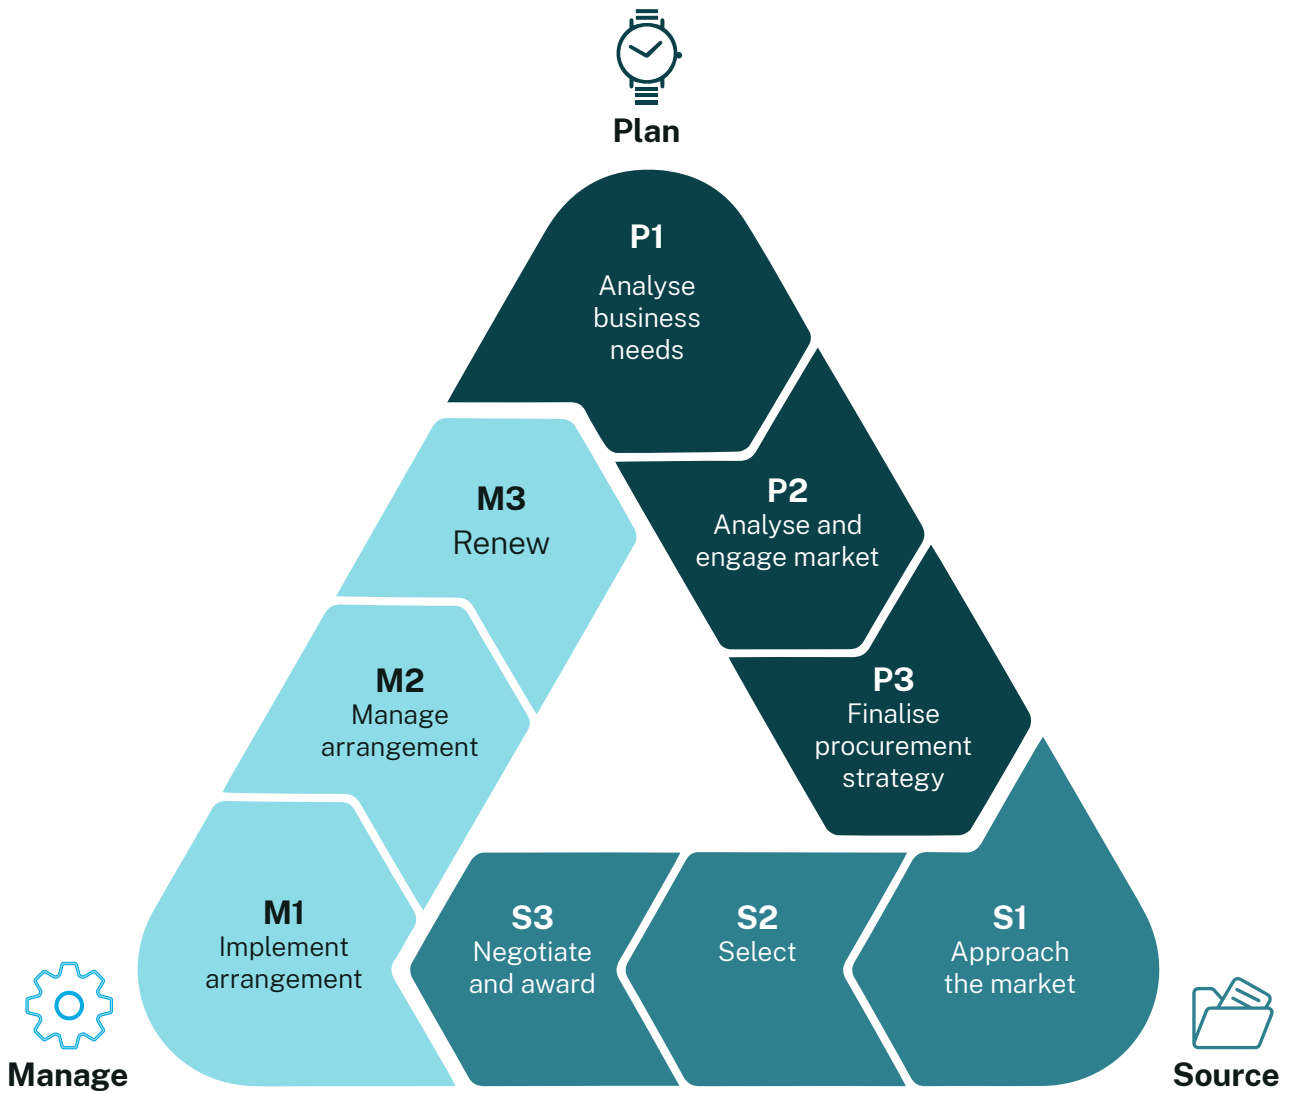 Plan
P1
Analyse
business
needs
P2
Analyse and
engage market
P3
Finalise
procurement
strategy
S1
Approach
the market
S2
Select
S3
Negotiate
and award
Source
M1
Implement
arrangement
M2
Manage
arrangement
M3
Renew
Manage